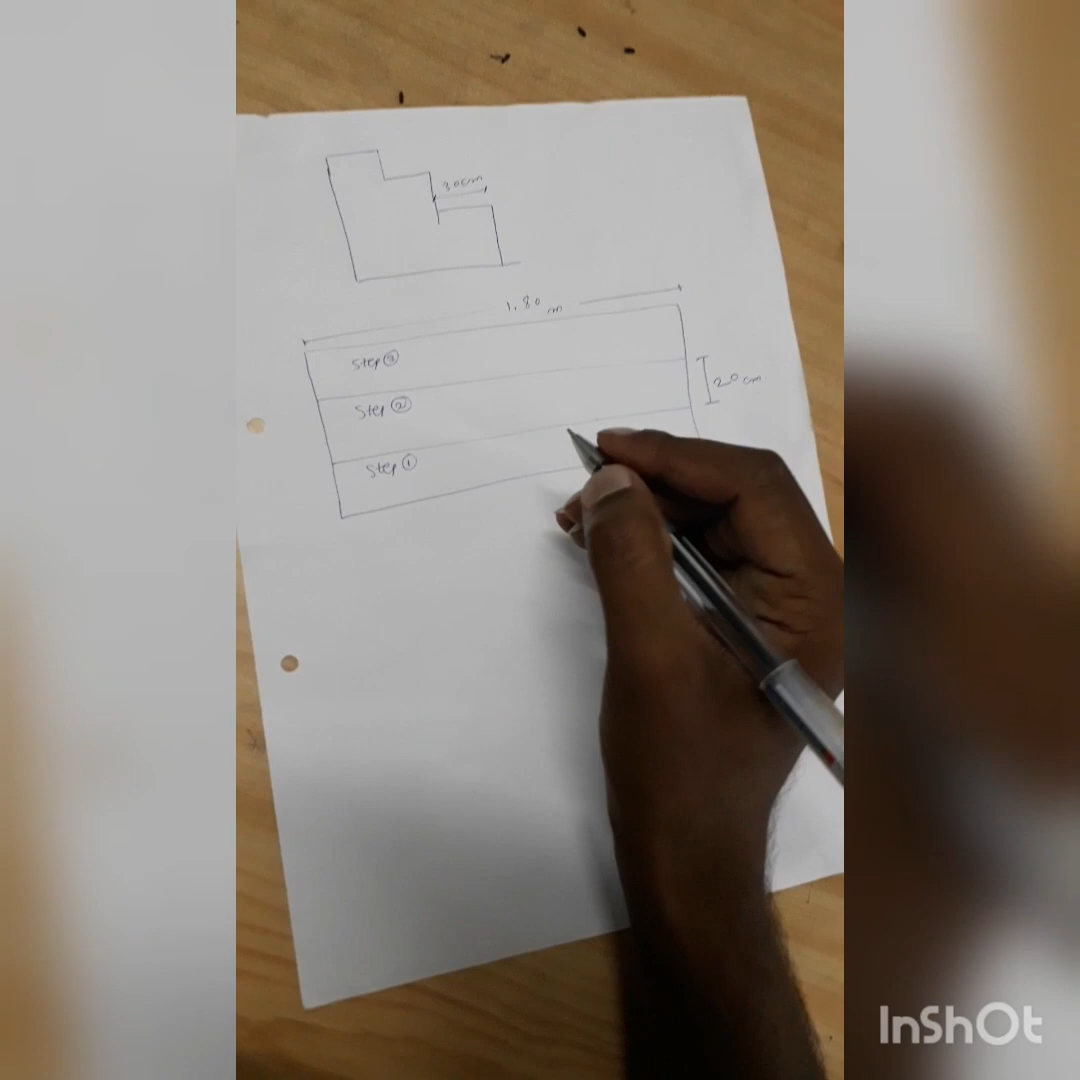 30cm
1.80 m
Step ③
20 cm
Step ②
Step ①
InShOt